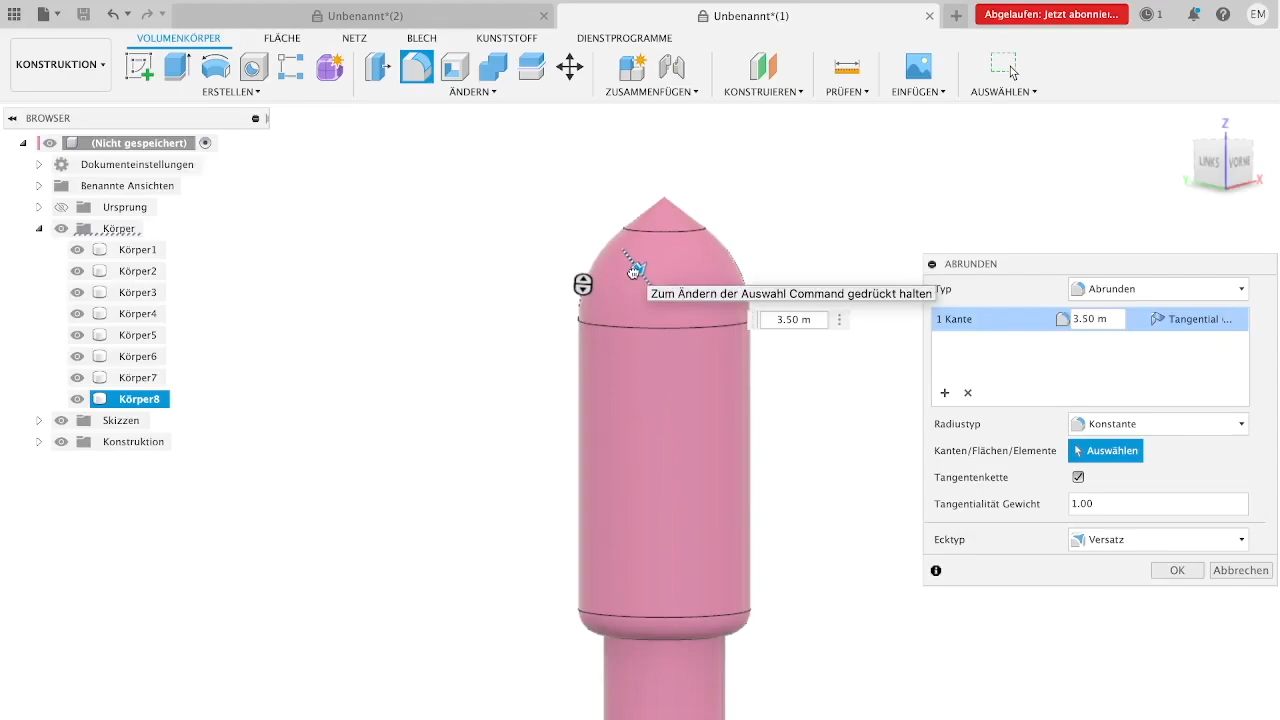 Unbenannt*(2)
Unbenannt*(1)
Abgelaufen: Jetzt abonnie...
1
EM
KONSTRUKTION
VOLUMENKÖRPER
FLÄCHE
NETZ
BLECH
KUNSTSTOFF
DIENSTPROGRAMME
ERSTELLEN
ÄNDERN
ZUSAMMENFÜGEN
KONSTRUIEREN
PRÜFEN
EINFÜGEN
AUSWÄHLEN
BROWSER
(Nicht gespeichert)
Dokumenteinstellungen
Benannte Ansichten
Ursprung
Körper
Körper1
Körper2
Körper3
Körper4
Körper5
Körper6
Körper7
Körper8
Skizzen
Konstruktion
Z
LINKS
VORNE
Y
X
Zum Ändern der Auswahl Command gedrückt halten
3.50 m
ABRUNDEN
Typ
Abrunden
1 Kante
3.50 m
Tangential ...
Radiustyp
Konstante
Kanten/Flächen/Elemente
Auswählen
Tangentenkette
Tangentialität Gewicht
1.00
Ecktyp
Versatz
OK
Abbrechen